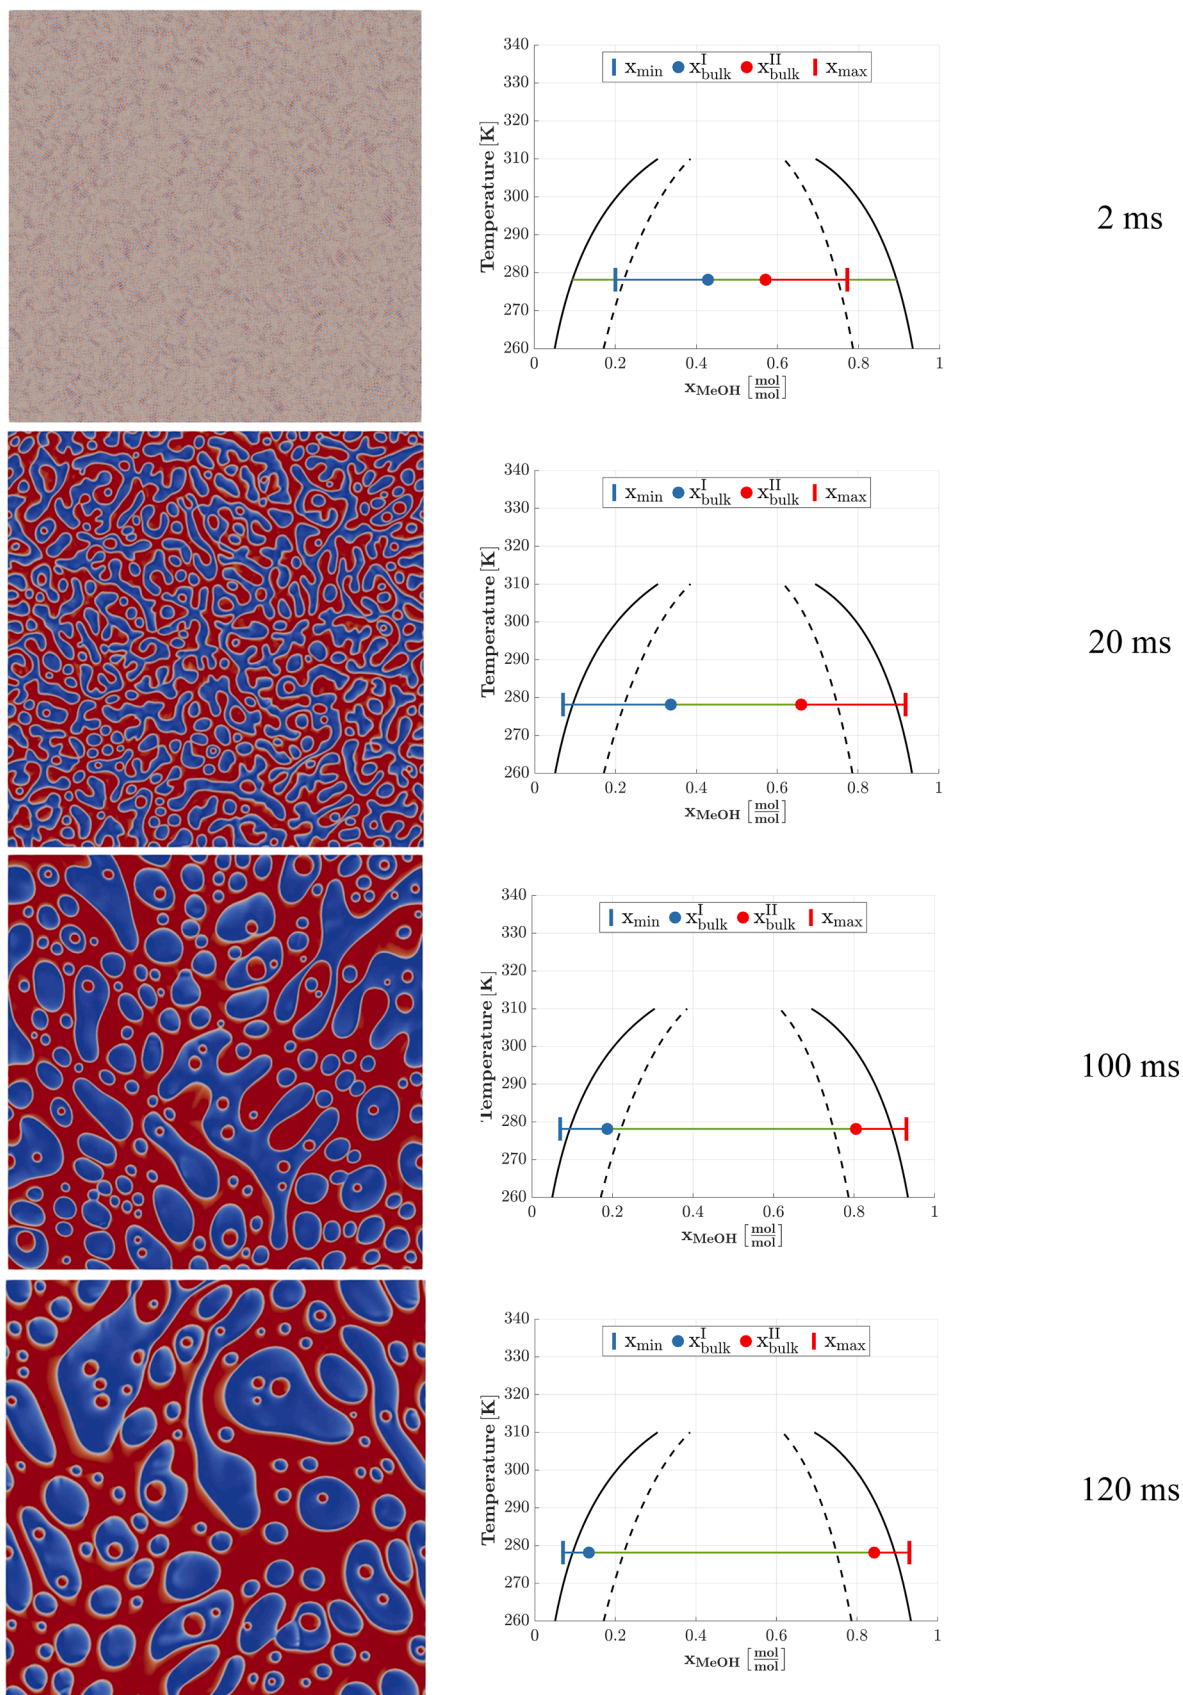 340
330
320
310
300
290
280
270
260
Temperature [K]
x_min x^I_bulk x^II_bulk x_max
0 0.2 0.4 0.6 0.8 1
x_MeOH [mol/mol]
2 ms
340
330
320
310
300
290
280
270
260
Temperature [K]
x_min x^I_bulk x^II_bulk x_max
0 0.2 0.4 0.6 0.8 1
x_MeOH [mol/mol]
20 ms
340
330
320
310
300
290
280
270
260
Temperature [K]
x_min x^I_bulk x^II_bulk x_max
0 0.2 0.4 0.6 0.8 1
x_MeOH [mol/mol]
100 ms
340
330
320
310
300
290
280
270
260
Temperature [K]
x_min x^I_bulk x^II_bulk x_max
0 0.2 0.4 0.6 0.8 1
x_MeOH [mol/mol]
120 ms